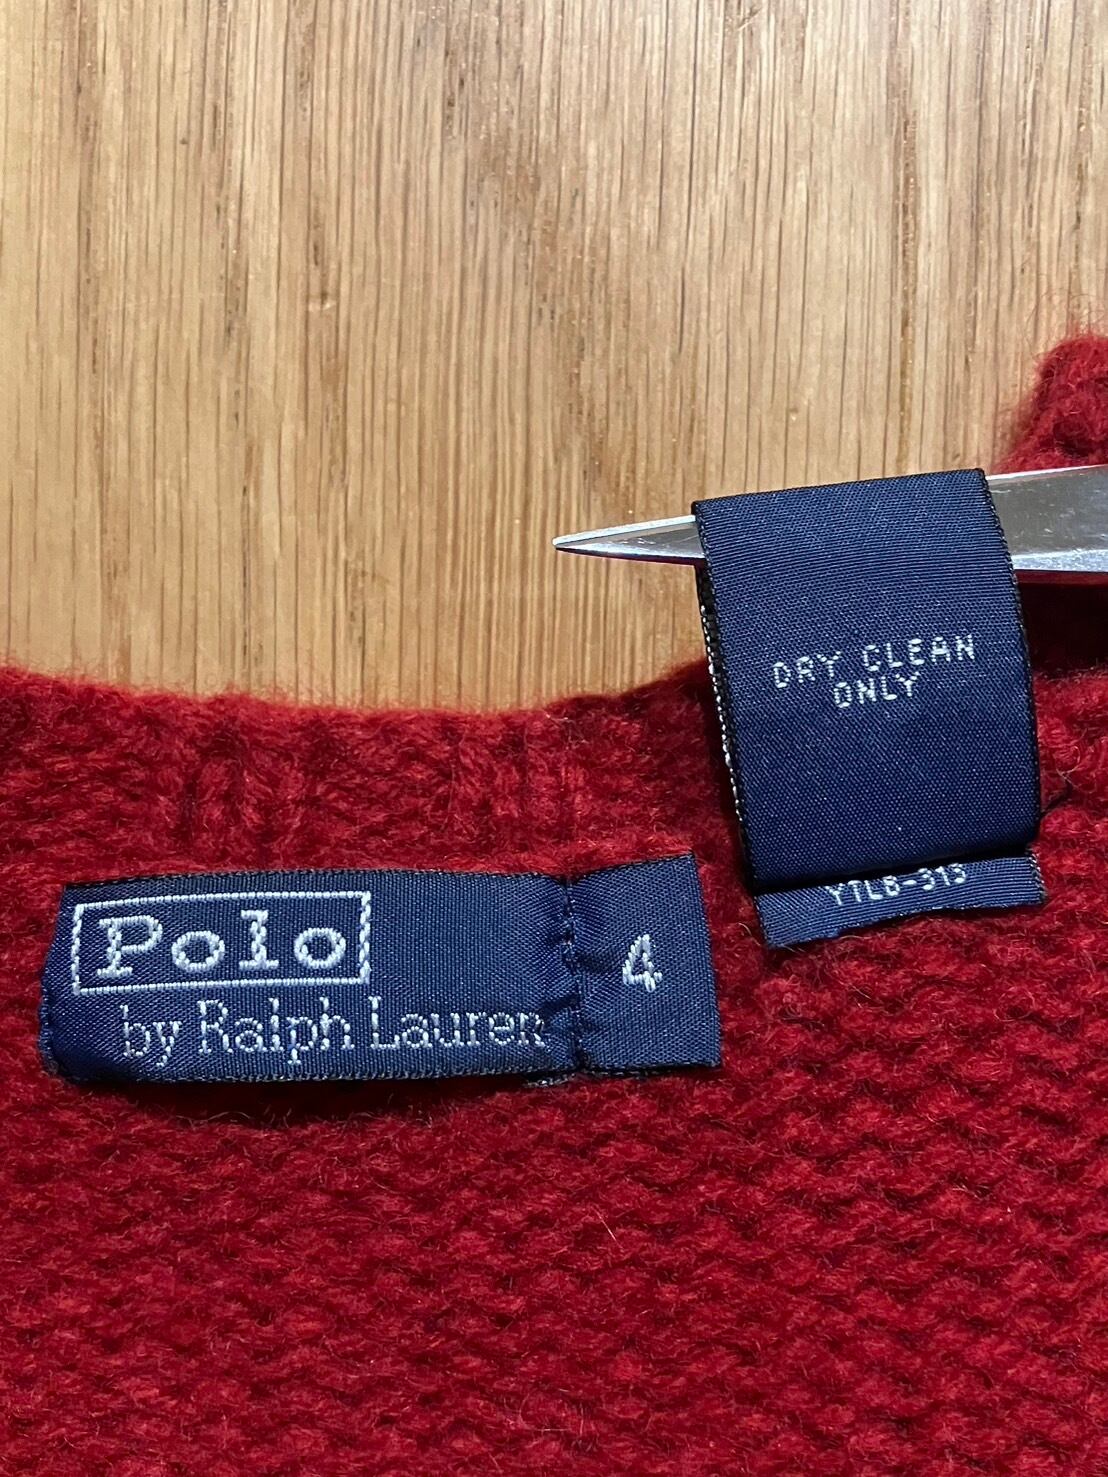 DRY CLEAN
ONLY
YTLB-313
Polo
by Ralph Lauren
4